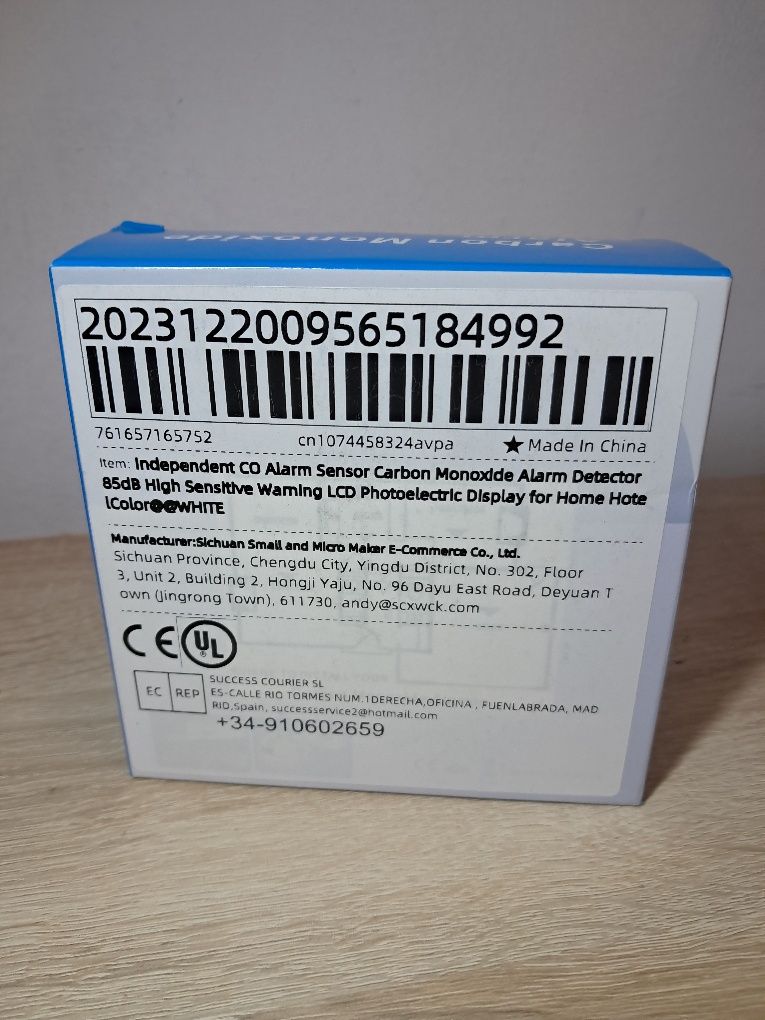 Carbon Monoxide
2023122009565184992
761657165752 cn1074458324avpa ★ Made In China
Item: Independent CO Alarm Sensor Carbon Monoxide Alarm Detector
85dB High Sensitive Warning LCD Photoelectric Display for Home Hote
lColor@@WHITE
Manufacturer:Sichuan Small and Micro Maker E-Commerce Co., Ltd.
Sichuan Province, Chengdu City, Yingdu District, No. 302, Floor
3, Unit 2, Building 2, Hongji Yaju, No. 96 Dayu East Road, Deyuan T
own (Jingrong Town), 611730, andy@scxwck.com
CE UL ®
EC REP
SUCCESS COURIER SL
ES-CALLE RIO TORMES NUM.1DERECHA,OFICINA , FUENLABRADA, MAD
RID,Spain, successservice2@hotmail.com
+34-910602659